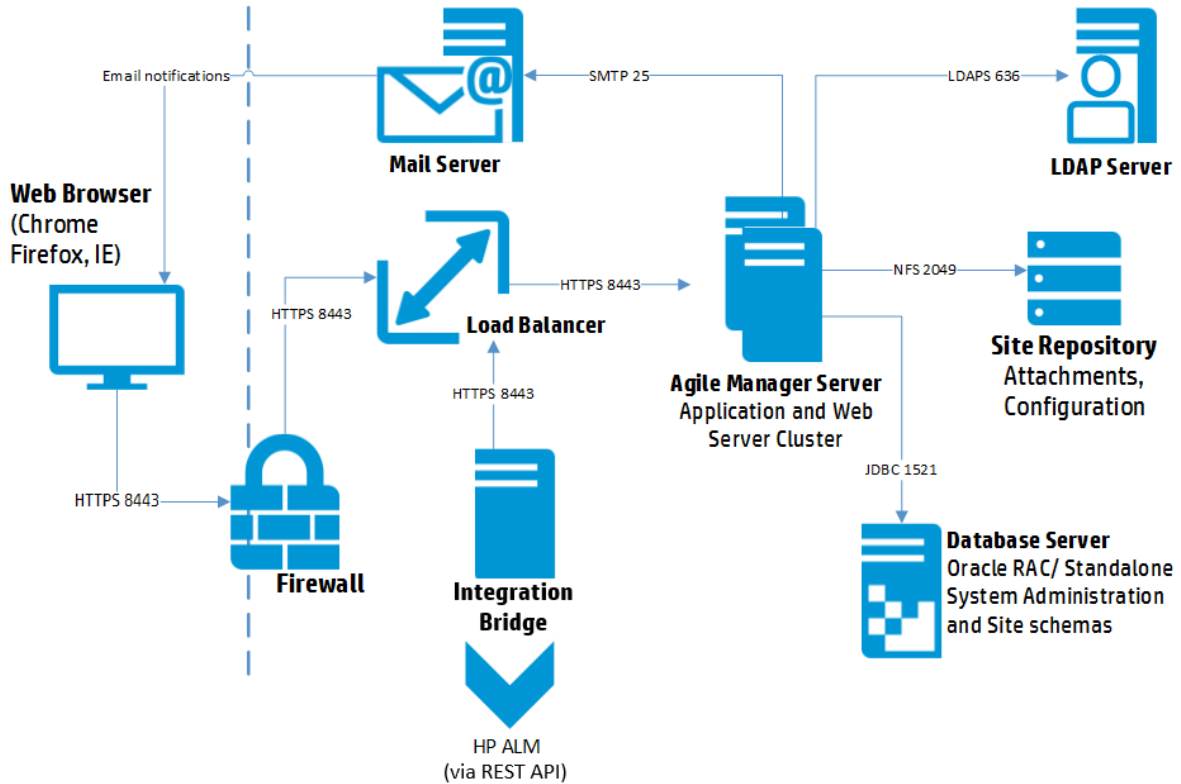 Email notifications
SMTP 25
LDAPS 636
@
Mail Server
LDAP Server
Web Browser
(Chrome
Firefox, IE)
HTTPS 8443
Load Balancer
HTTPS 8443
NFS 2049
Site Repository
Attachments,
Configuration
Agile Manager Server
Application and Web
Server Cluster
HTTPS 8443
JDBC 1521
HTTPS 8443
Firewall
Integration
Bridge
Database Server
Oracle RAC/ Standalone
System Administration
and Site schemas
HP ALM
(via REST API)